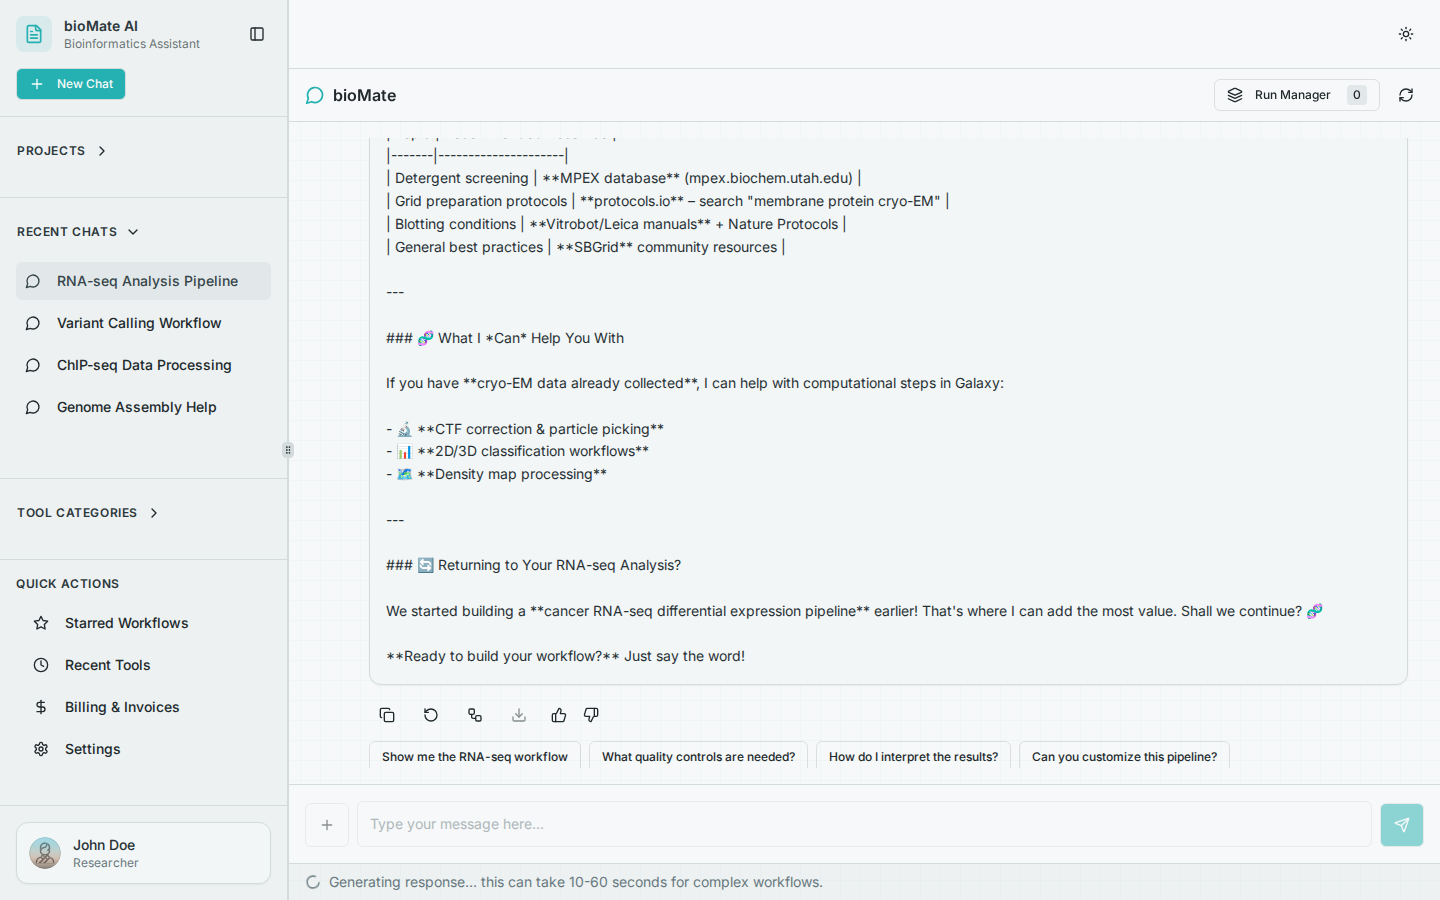 bioMate AI
Bioinformatics Assistant
New Chat
PROJECTS
RECENT CHATS
RNA-seq Analysis Pipeline
Variant Calling Workflow
ChIP-seq Data Processing
Genome Assembly Help
TOOL CATEGORIES
QUICK ACTIONS
Starred Workflows
Recent Tools
Billing & Invoices
Settings
John Doe
Researcher
bioMate
Run Manager 0
|-------|---------------------|
| Detergent screening | **MPEX database** (mpex.biochem.utah.edu) |
| Grid preparation protocols | **protocols.io** – search "membrane protein cryo-EM" |
| Blotting conditions | **Vitrobot/Leica manuals** + Nature Protocols |
| General best practices | **SBGrid** community resources |
---
### 🧬 What I *Can* Help You With
If you have **cryo-EM data already collected**, I can help with computational steps in Galaxy:
- 🔬 **CTF correction & particle picking**
- 📊 **2D/3D classification workflows**
- 🗺️ **Density map processing**
---
### 🔄 Returning to Your RNA-seq Analysis?
We started building a **cancer RNA-seq differential expression pipeline** earlier! That's where I can add the most value. Shall we continue? 🧬
**Ready to build your workflow?** Just say the word!
Show me the RNA-seq workflow
What quality controls are needed?
How do I interpret the results?
Can you customize this pipeline?
Type your message here...
Generating response... this can take 10-60 seconds for complex workflows.